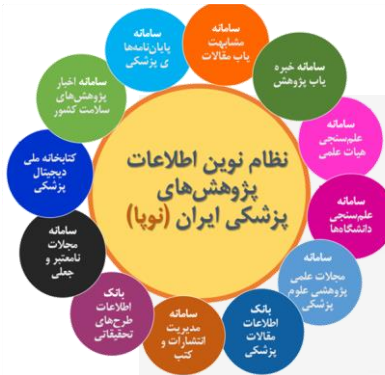 نظام نوین اطلاعات
پژوهش‌های
پزشکی ایران (نوپا)
سامانه
مشابهت
یاب مقالات
سامانه خبره
یاب پژوهش
سامانه
علم‌سنجی
هیات علمی
سامانه
علم‌سنجی
دانشگاه‌ها
مجلات علمی
پژوهشی علوم
پزشکی
بانک
اطلاعات
مقالات
پزشکی
سامانه
مدیریت
انتشارات و
کتب
بانک
اطلاعات
طرح‌های
تحقیقاتی
سامانه
مجلات
نامعتبر و
جعلی
کتابخانه ملی
دیجیتال
پزشکی
سامانه اخبار
پژوهش‌های
سلامت کشور
سامانه
پایان‌نامه‌ها
ی پزشکی